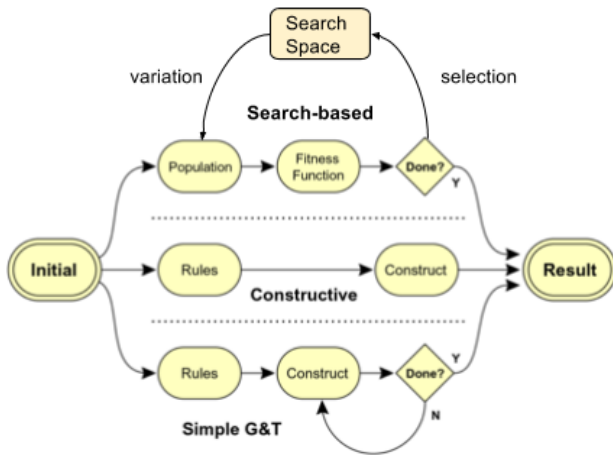 Search
Space
variation
selection
Search-based
Population
Fitness
Function
Done?
Y
Initial
Rules
Construct
Result
Constructive
Y
Rules
Construct
Done?
N
Simple G&T